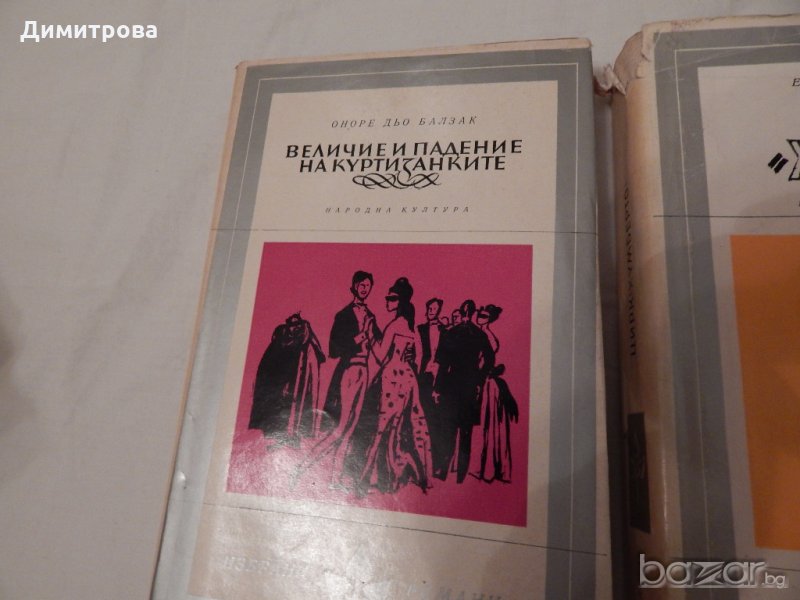 Димитрова
ОНОРЕ ДЬО БАЛЗАК
ВЕЛИЧИЕ И ПАДЕНИЕ
НА КУРТИЗАНКИТЕ
НАРОДНА КУЛТУРА
bazar.bg